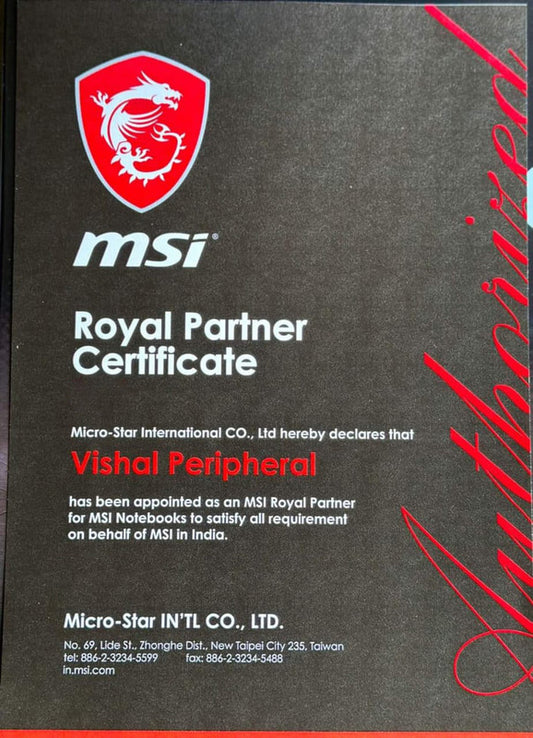 msi®
Royal Partner
Certificate
Micro-Star International CO., Ltd hereby declares that
Vishal Peripheral
has been appointed as an MSI Royal Partner
for MSI Notebooks to satisfy all requirement
on behalf of MSI in India.
Micro-Star IN'TL CO., LTD.
No. 69, Lide St., Zhonghe Dist., New Taipei City 235, Taiwan
tel: 886-2-3234-5599 fax: 886-2-3234-5488
in.msi.com
Authorized